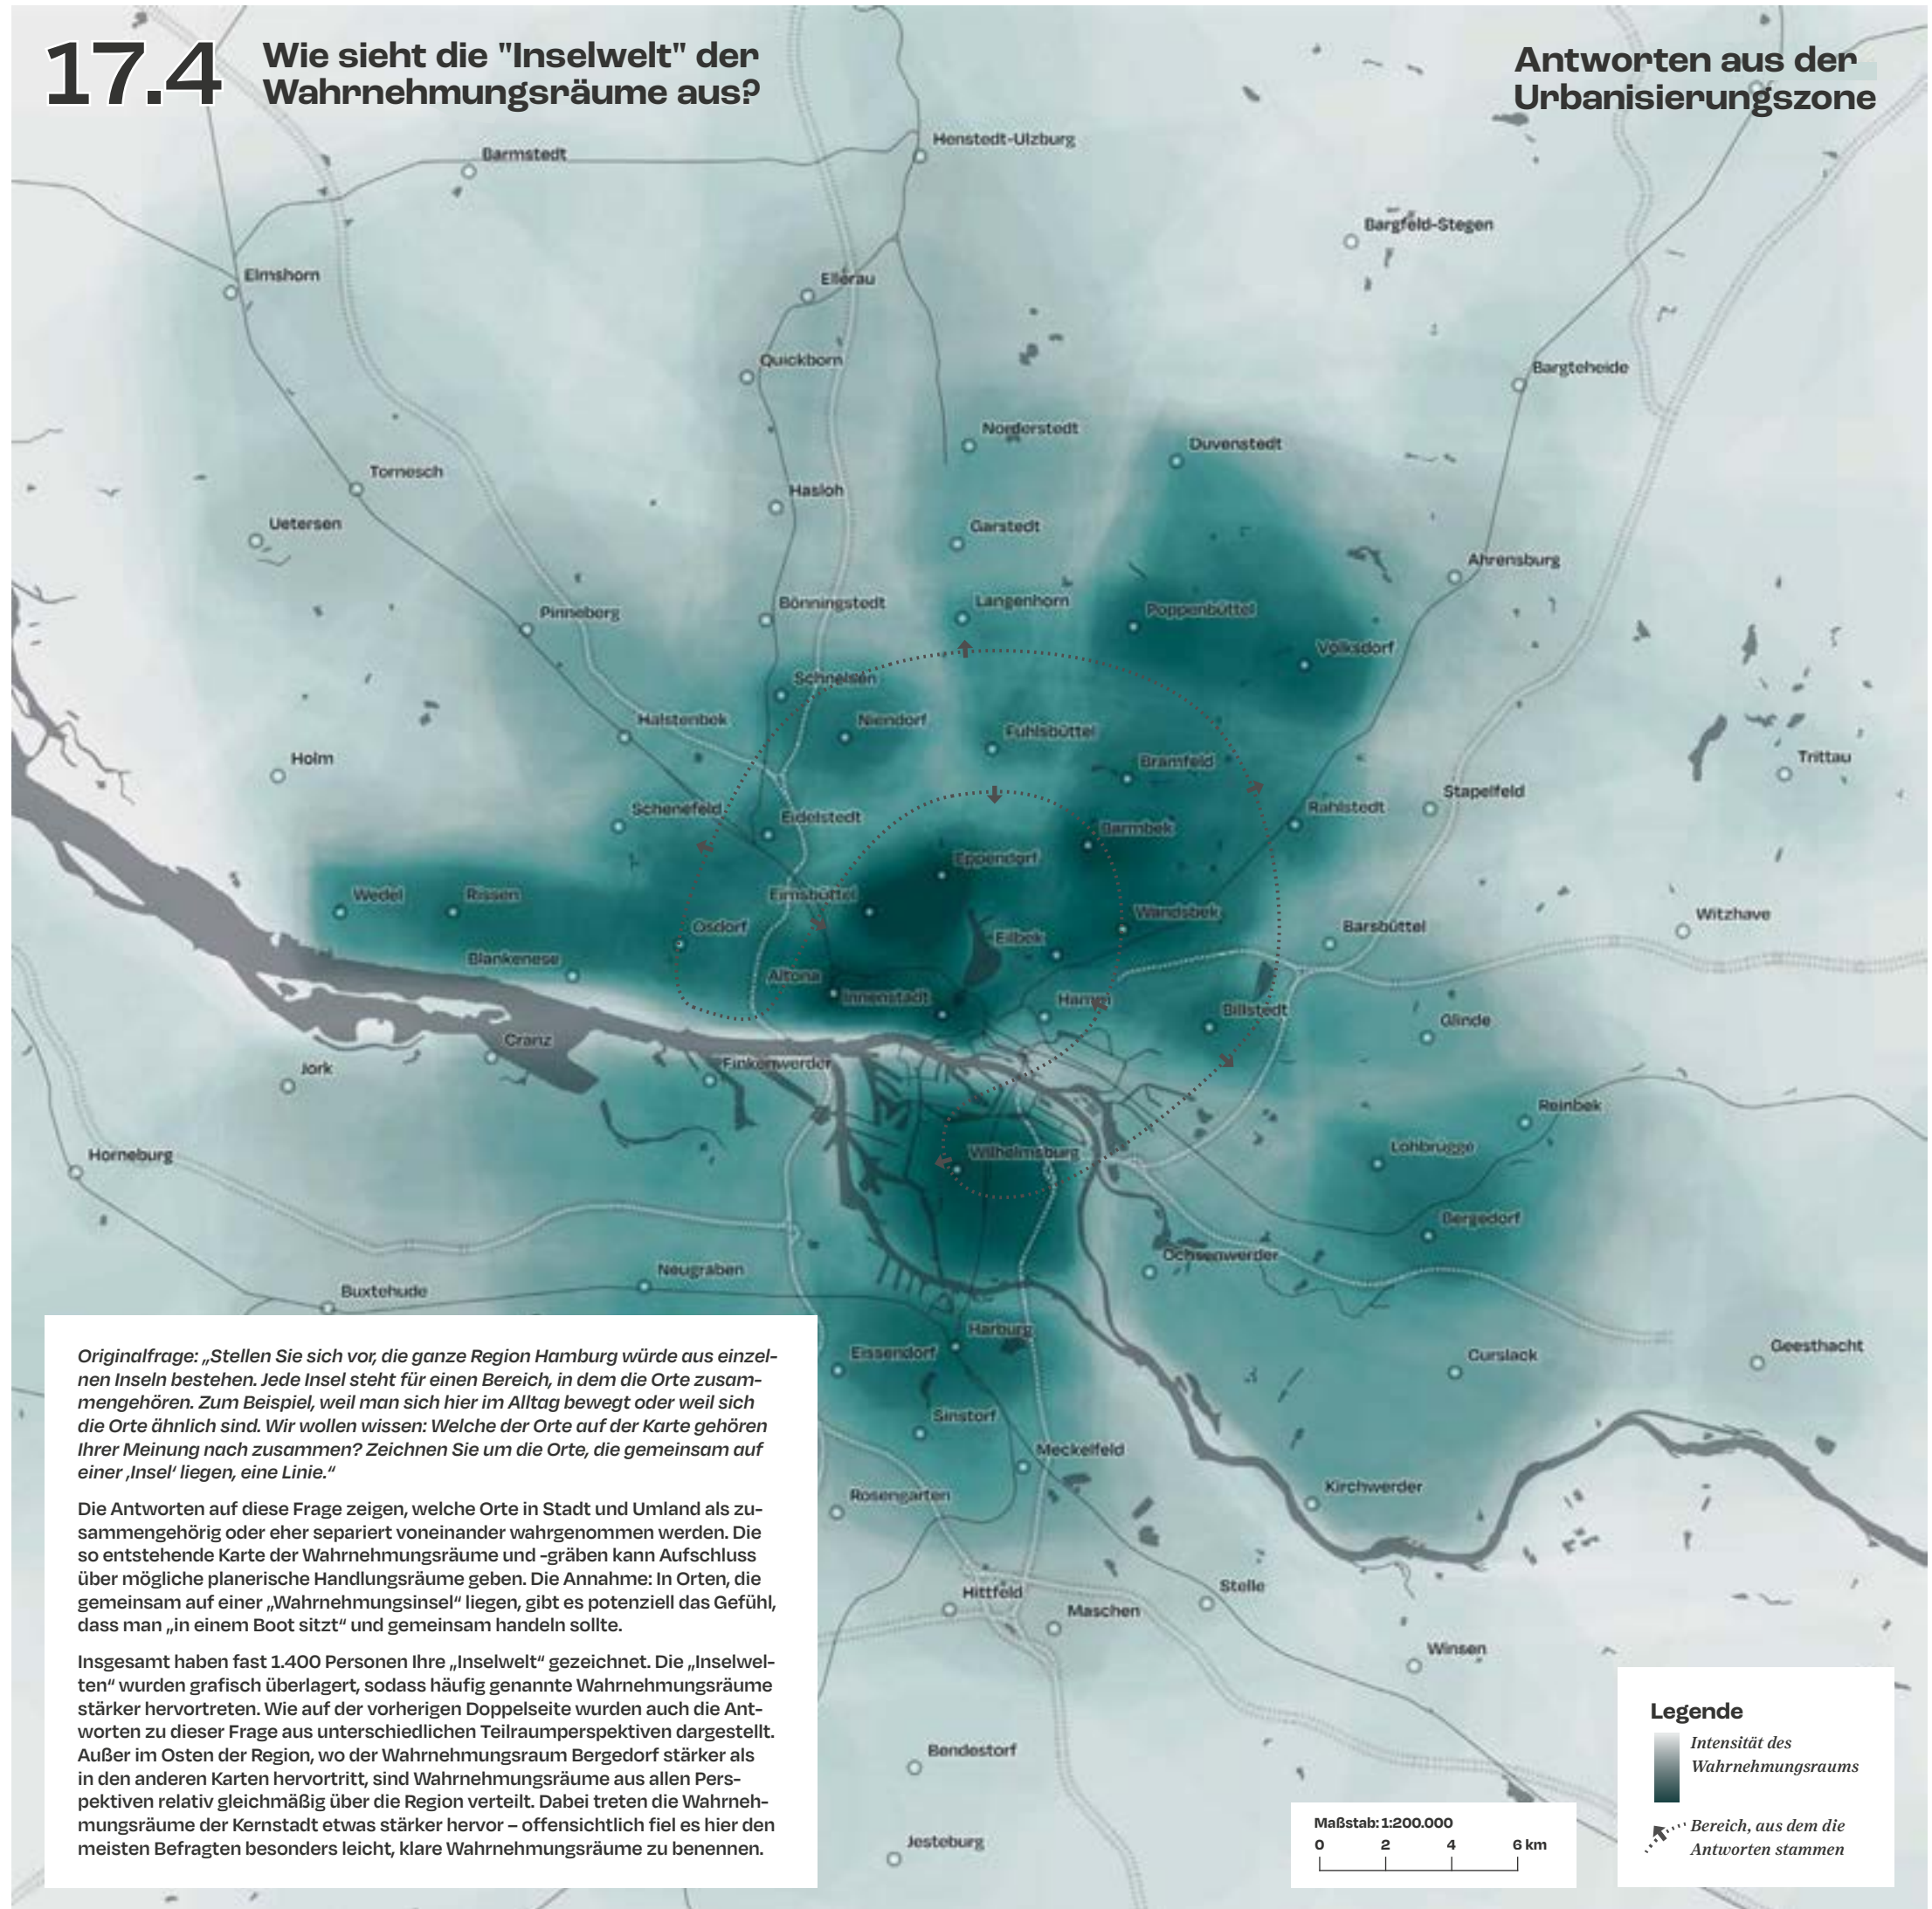 17.4
Wie sieht die "Inselwelt" der
Wahrnehmungsräume aus?
Antworten aus der
Urbanisierungszone
Henstedt-Ulzburg
Barmstedt
Bargfeld-Stegen
Elmshorn
Ellerau
Quickborn
Bargteheide
Norderstedt
Duvenstedt
Tornesch
Hasloh
Uetersen
Garstedt
Ahrensburg
Bönningstedt
Langenhorn
Poppenbüttel
Pinneberg
Volksdorf
Schnelsen
Halstenbek
Niendorf
Fuhlsbüttel
Holm
Bramfeld
Trittau
Stapelfeld
Schenefeld
Eidelstedt
Rahlstedt
Barmbek
Eppendorf
Wedel
Rissen
Eimsbüttel
Wandsbek
Witzhave
Osdorf
Barsbüttel
Eilbek
Blankenese
Altona
Innenstadt
Hamm
Billstedt
Glinde
Cranz
Jork
Finkenwerder
Reinbek
Lohbrügge
Horneburg
Wilhelmsburg
Bergedorf
Ochsenwerder
Neugraben
Buxtehude
Harburg
Geesthacht
Eissendorf
Curslack
Sinstorf
Meckelfeld
Kirchwerder
Rosengarten
Hittfeld
Stelle
Maschen
Winsen
Bendestorf
Jesteburg
Originalfrage: „Stellen Sie sich vor, die ganze Region Hamburg würde aus einzel-
nen Inseln bestehen. Jede Insel steht für einen Bereich, in dem die Orte zusam-
mengehören. Zum Beispiel, weil man sich hier im Alltag bewegt oder weil sich
die Orte ähnlich sind. Wir wollen wissen: Welche der Orte auf der Karte gehören
Ihrer Meinung nach zusammen? Zeichnen Sie um die Orte, die gemeinsam auf
einer ‚Insel‘ liegen, eine Linie.“
Die Antworten auf diese Frage zeigen, welche Orte in Stadt und Umland als zu-
sammengehörig oder eher separiert voneinander wahrgenommen werden. Die
so entstehende Karte der Wahrnehmungsräume und -gräben kann Aufschluss
über mögliche planerische Handlungsräume geben. Die Annahme: In Orten, die
gemeinsam auf einer „Wahrnehmungsinsel“ liegen, gibt es potenziell das Gefühl,
dass man „in einem Boot sitzt“ und gemeinsam handeln sollte.
Insgesamt haben fast 1.400 Personen Ihre „Inselwelt“ gezeichnet. Die „Inselwel-
ten“ wurden grafisch überlagert, sodass häufig genannte Wahrnehmungsräume
stärker hervortreten. Wie auf der vorherigen Doppelseite wurden auch die Ant-
worten zu dieser Frage aus unterschiedlichen Teilraumperspektiven dargestellt.
Außer im Osten der Region, wo der Wahrnehmungsraum Bergedorf stärker als
in den anderen Karten hervortritt, sind Wahrnehmungsräume aus allen Pers-
pektiven relativ gleichmäßig über die Region verteilt. Dabei treten die Wahrneh-
mungsräume der Kernstadt etwas stärker hervor – offensichtlich fiel es hier den
meisten Befragten besonders leicht, klare Wahrnehmungsräume zu benennen.
Maßstab: 1:200.000
0 2 4 6 km
Legende
Intensität des
Wahrnehmungsraums
Bereich, aus dem die
Antworten stammen